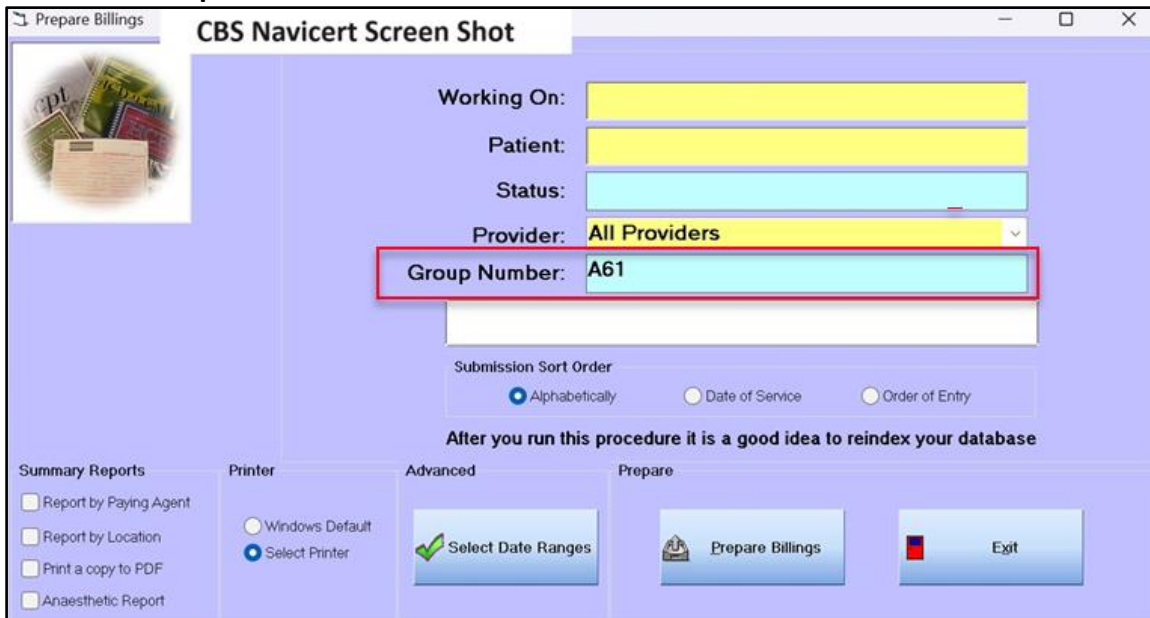 Prepare Billings
CBS Navicert Screen Shot
Working On:
Patient:
Status:
Provider: All Providers
Group Number: A61
Submission Sort Order
Alphabetically Date of Service Order of Entry
After you run this procedure it is a good idea to reindex your database
Summary Reports Printer Advanced Prepare
Report by Paying Agent
Report by Location
Print a copy to PDF
Anaesthetic Report
Windows Default
Select Printer
Select Date Ranges
Prepare Billings
Exit